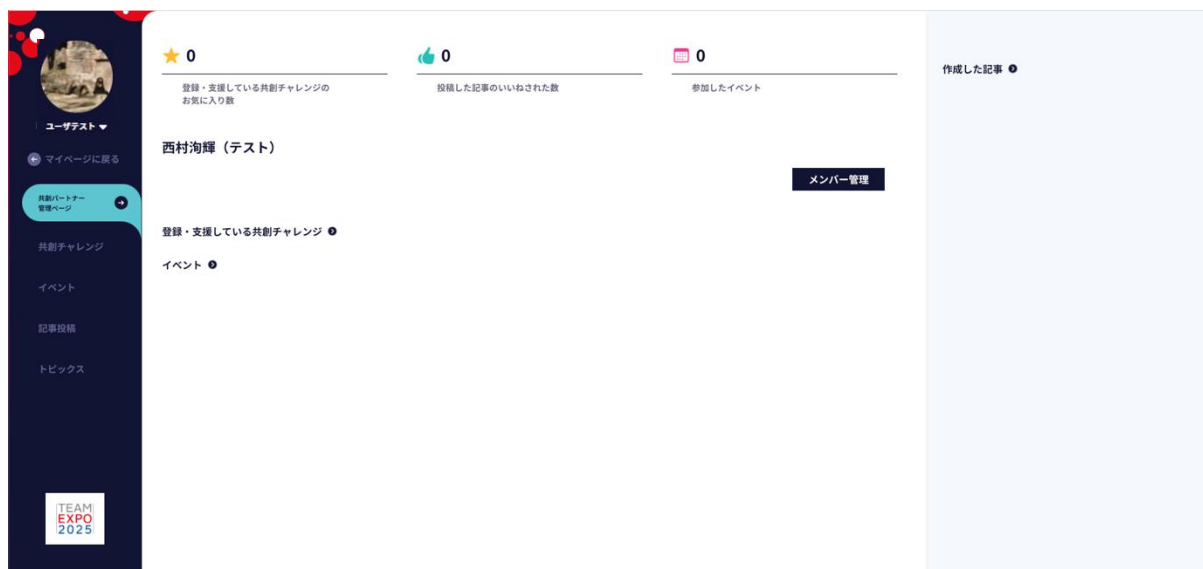 ユーザテスト
マイページに戻る
共創パートナー
管理ページ
共創チャレンジ
イベント
記事投稿
トピックス
TEAM
EXPO
2025
0
登録・支援している共創チャレンジの
お気に入り数
0
投稿した記事のいいねされた数
0
参加したイベント
西村洵輝（テスト）
メンバー管理
登録・支援している共創チャレンジ
イベント
作成した記事